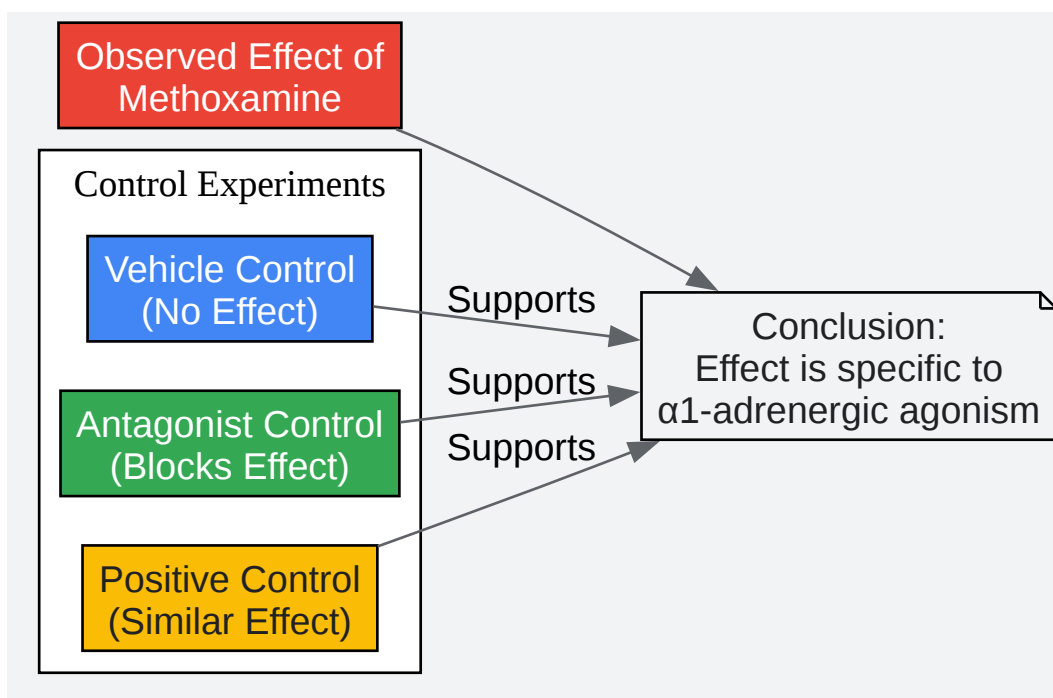 Observed Effect of
Methoxamine
Control Experiments
Vehicle Control
(No Effect)
Supports
Antagonist Control
(Blocks Effect)
Supports
Positive Control
(Similar Effect)
Supports
Conclusion:
Effect is specific to
α1-adrenergic agonism